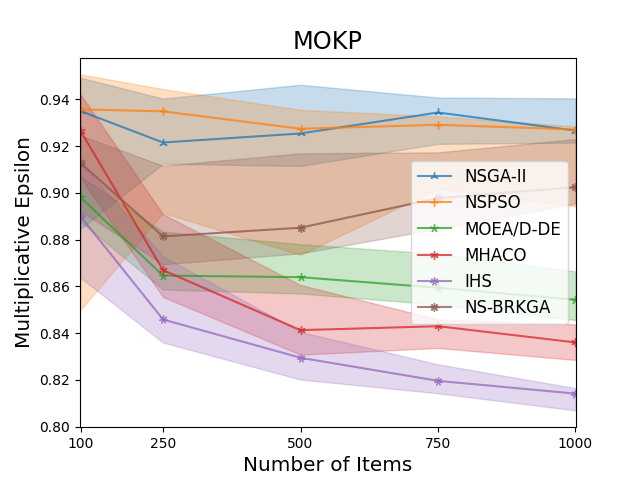 MOKP
Multiplicative Epsilon
0.94
0.92
0.90
0.88
0.86
0.84
0.82
0.80
NSGA-II
NSPSO
MOEA/D-DE
MHACO
IHS
NS-BRKGA
100
250
500
750
1000
Number of Items